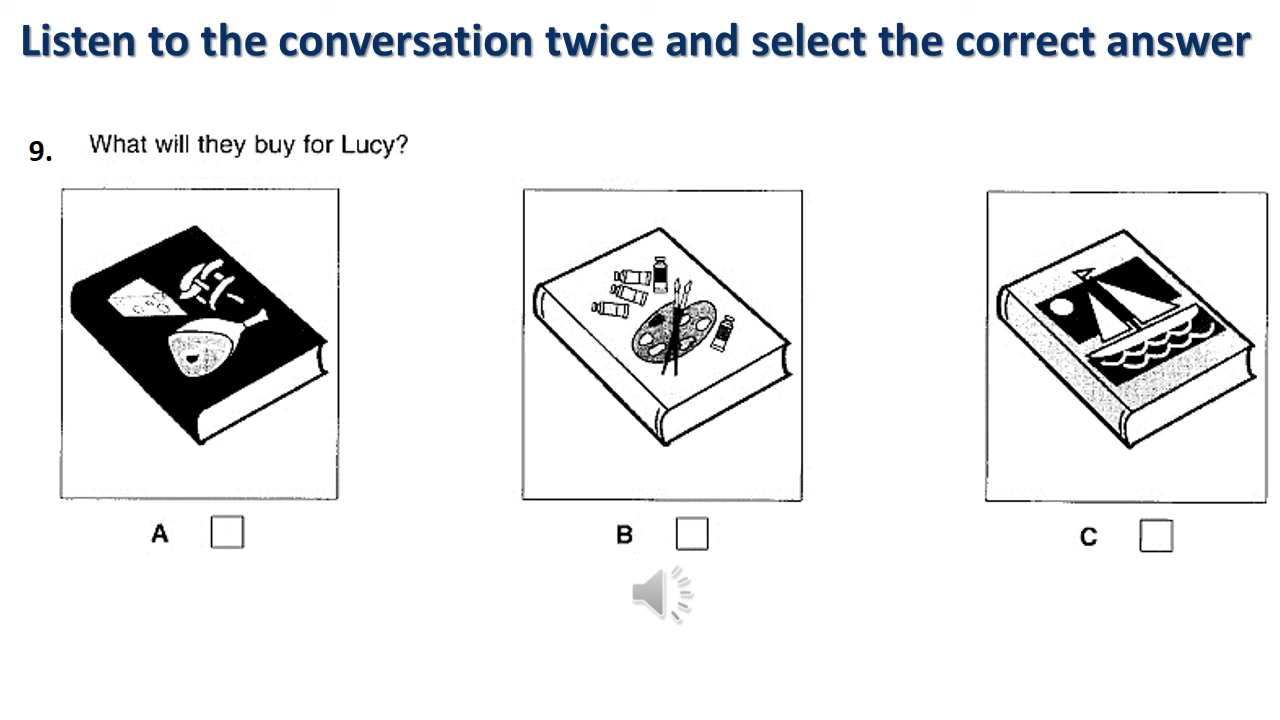 Listen to the conversation twice and select the correct answer
9. What will they buy for Lucy?
A
B
C